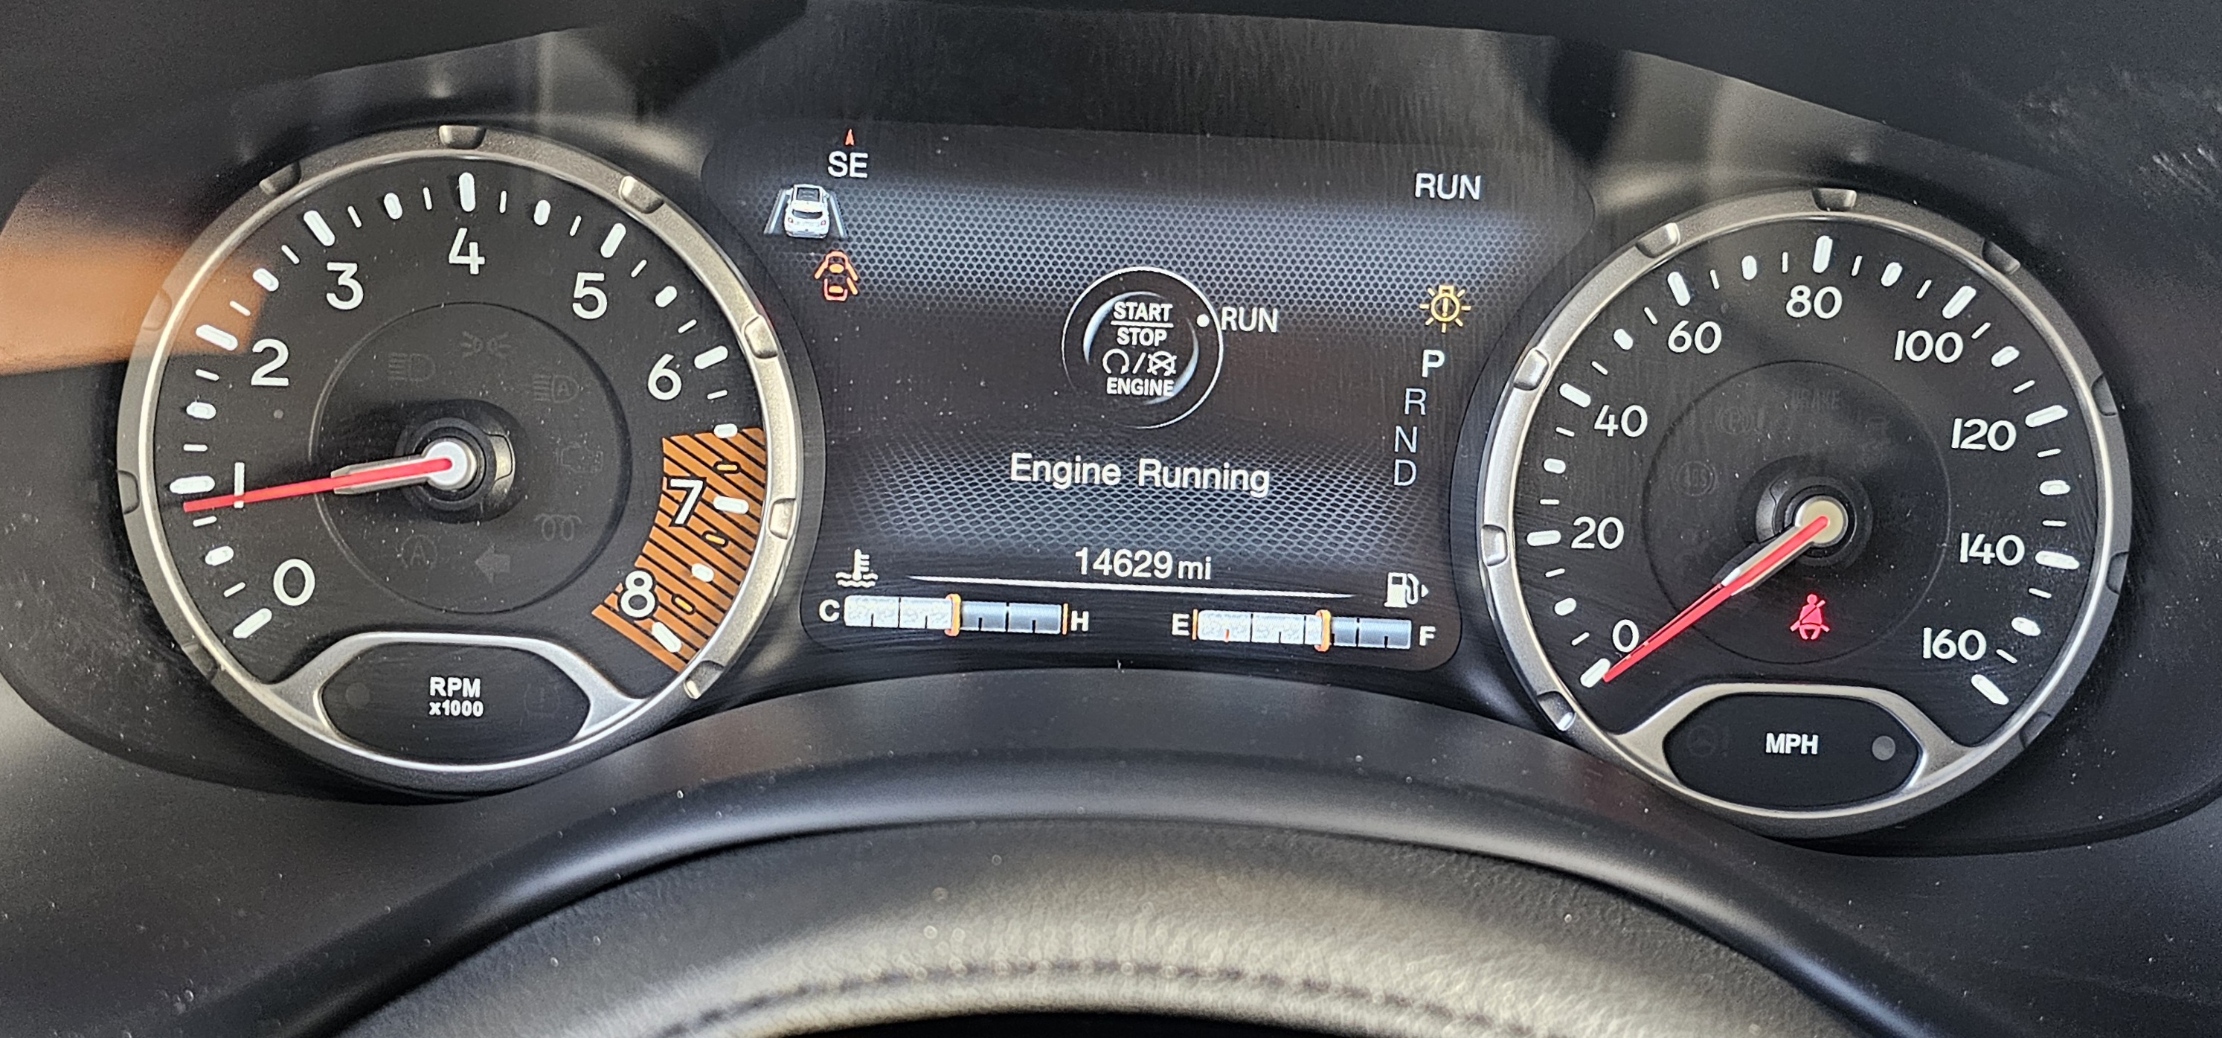 SE
RUN
START
STOP
ENGINE
RUN
P
R
N
D
Engine Running
14629 mi
C
H
E
F
0
1
2
3
4
5
6
7
8
RPM
x1000
0
20
40
60
80
100
120
140
160
BRAKE
MPH